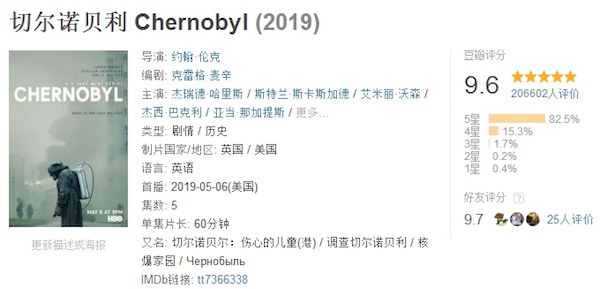 切尔诺贝利 Chernobyl (2019)
CHERNOBYL
MAY 6 AT 9PM
HBO
更新描述或海报
导演: 约翰·伦克
编剧: 克雷格·麦辛
主演: 杰瑞德·哈里斯 / 斯特兰·斯卡斯加德 / 艾米丽·沃森 /
杰西·巴克利 / 亚当·那加提斯 / 更多...
类型: 剧情 / 历史
制片国家/地区: 英国 / 美国
语言: 英语
首播: 2019-05-06(美国)
集数: 5
单集片长: 60分钟
又名: 切尔诺贝尔：伤心的儿童(港) / 调查切尔诺贝利 / 核
爆家园 / Чернобыль
IMDb链接: tt7366338
豆瓣评分
9.6
206602人评价
5星 82.5%
4星 15.3%
3星 1.7%
2星 0.2%
1星 0.4%
好友评分 ?
9.7 25人评价